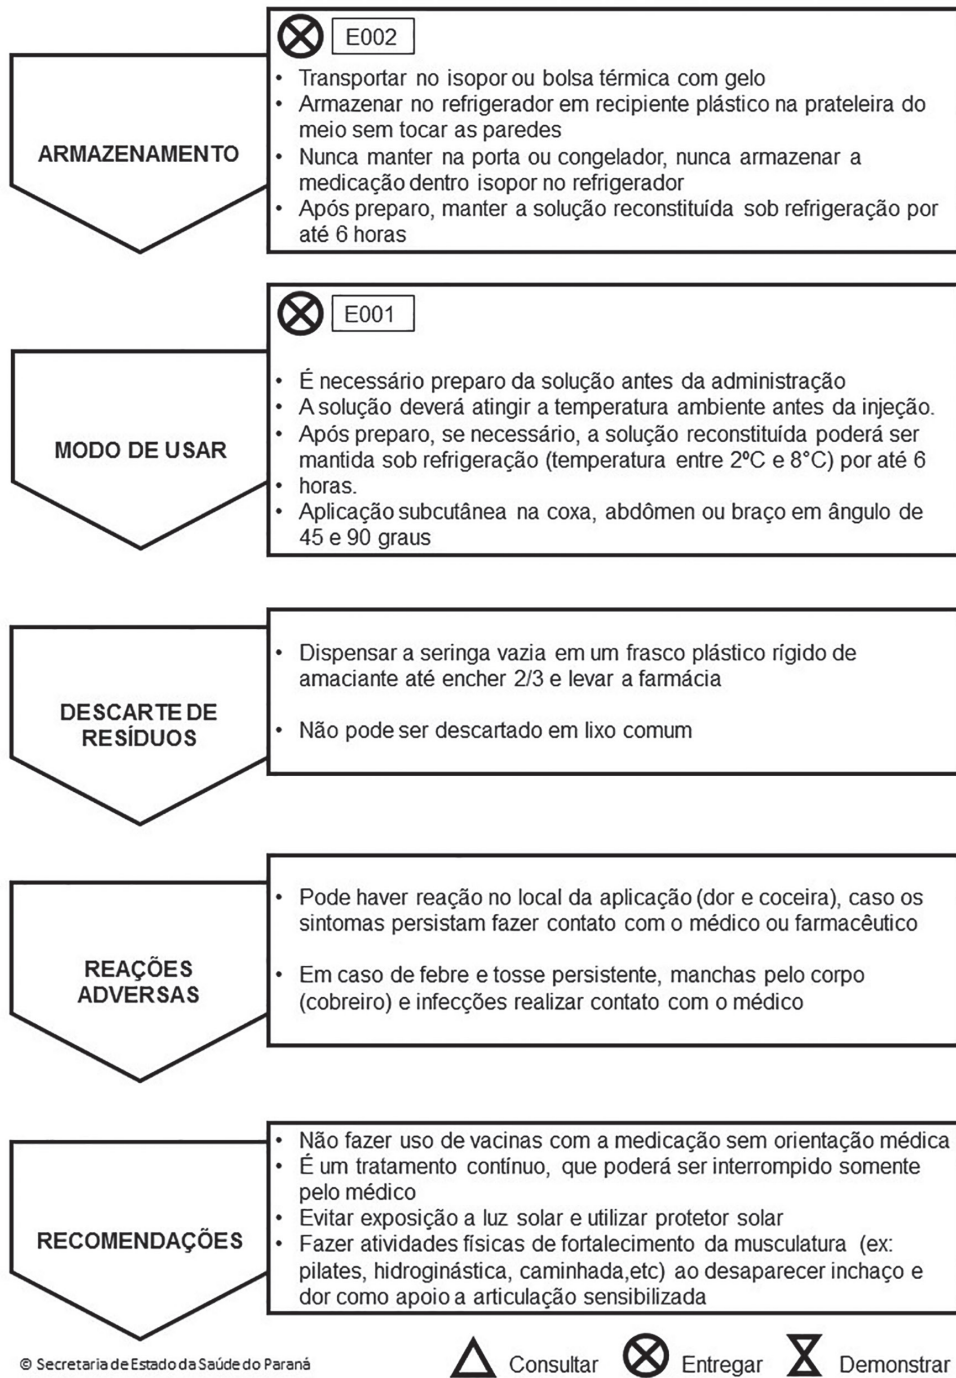 E002
• Transportar no isopor ou bolsa térmica com gelo
• Armazenar no refrigerador em recipiente plástico na prateleira do
meio sem tocar as paredes
• Nunca manter na porta ou congelador, nunca armazenar a
medicação dentro isopor no refrigerador
• Após preparo, manter a solução reconstituída sob refrigeração por
até 6 horas
ARMAZENAMENTO
E001
• É necessário preparo da solução antes da administração
• A solução deverá atingir a temperatura ambiente antes da injeção.
• Após preparo, se necessário, a solução reconstituída poderá ser
mantida sob refrigeração (temperatura entre 2ºC e 8°C) por até 6
• horas.
• Aplicação subcutânea na coxa, abdômen ou braço em ângulo de
45 e 90 graus
MODO DE USAR
• Dispensar a seringa vazia em um frasco plástico rígido de
amaciante até encher 2/3 e levar a farmácia
• Não pode ser descartado em lixo comum
DESCARTE DE
RESÍDUOS
• Pode haver reação no local da aplicação (dor e coceira), caso os
sintomas persistam fazer contato com o médico ou farmacêutico
• Em caso de febre e tosse persistente, manchas pelo corpo
(cobreiro) e infecções realizar contato com o médico
REAÇÕES
ADVERSAS
• Não fazer uso de vacinas com a medicação sem orientação médica
• É um tratamento contínuo, que poderá ser interrompido somente
pelo médico
• Evitar exposição a luz solar e utilizar protetor solar
• Fazer atividades físicas de fortalecimento da musculatura (ex:
pilates, hidroginástica, caminhada,etc) ao desaparecer inchaço e
dor como apoio a articulação sensibilizada
RECOMENDAÇÕES
© Secretaria de Estado da Saúde do Paraná
Consultar Entregar Demonstrar